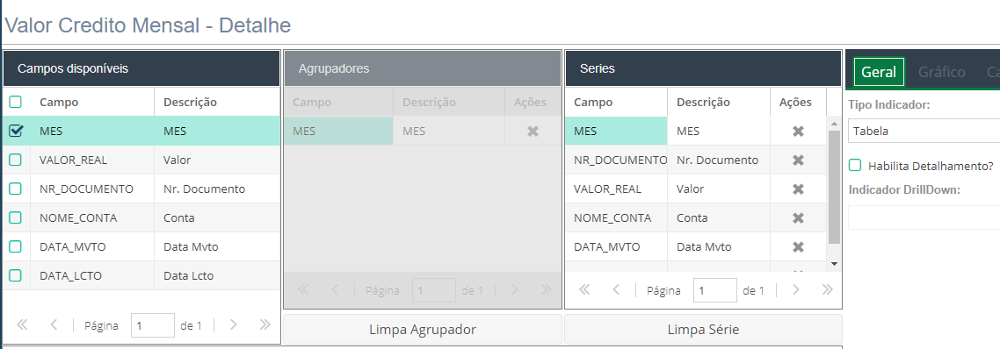 Valor Credito Mensal - Detalhe
Campos disponíveis
Campo Descrição
MES MES
VALOR_REAL Valor
NR_DOCUMENTO Nr. Documento
NOME_CONTA Conta
DATA_MVTO Data Mvto
DATA_LCTO Data Lcto
Página 1 de 1
Agrupadores
Campo Descrição Ações
MES MES
Página 1 de 1
Limpa Agrupador
Series
Campo Descrição Ações
MES MES
NR_DOCUMENTO Nr. Documento
VALOR_REAL Valor
NOME_CONTA Conta
DATA_MVTO Data Mvto
Página 1 de 1
Limpa Série
Geral Gráfico
Tipo Indicador:
Tabela
Habilita Detalhamento?
Indicador DrillDown: